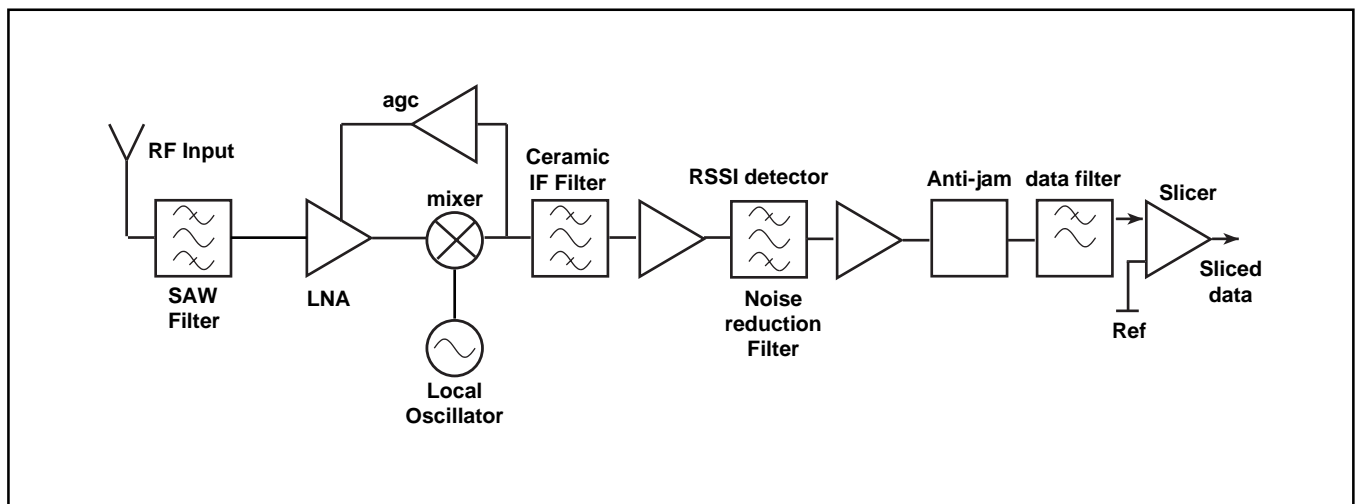 agc
RF Input
SAW
Filter
LNA
mixer
Local
Oscillator
Ceramic
IF Filter
RSSI detector
Noise
reduction
Filter
Anti-jam
data filter
Slicer
Sliced
data
Ref